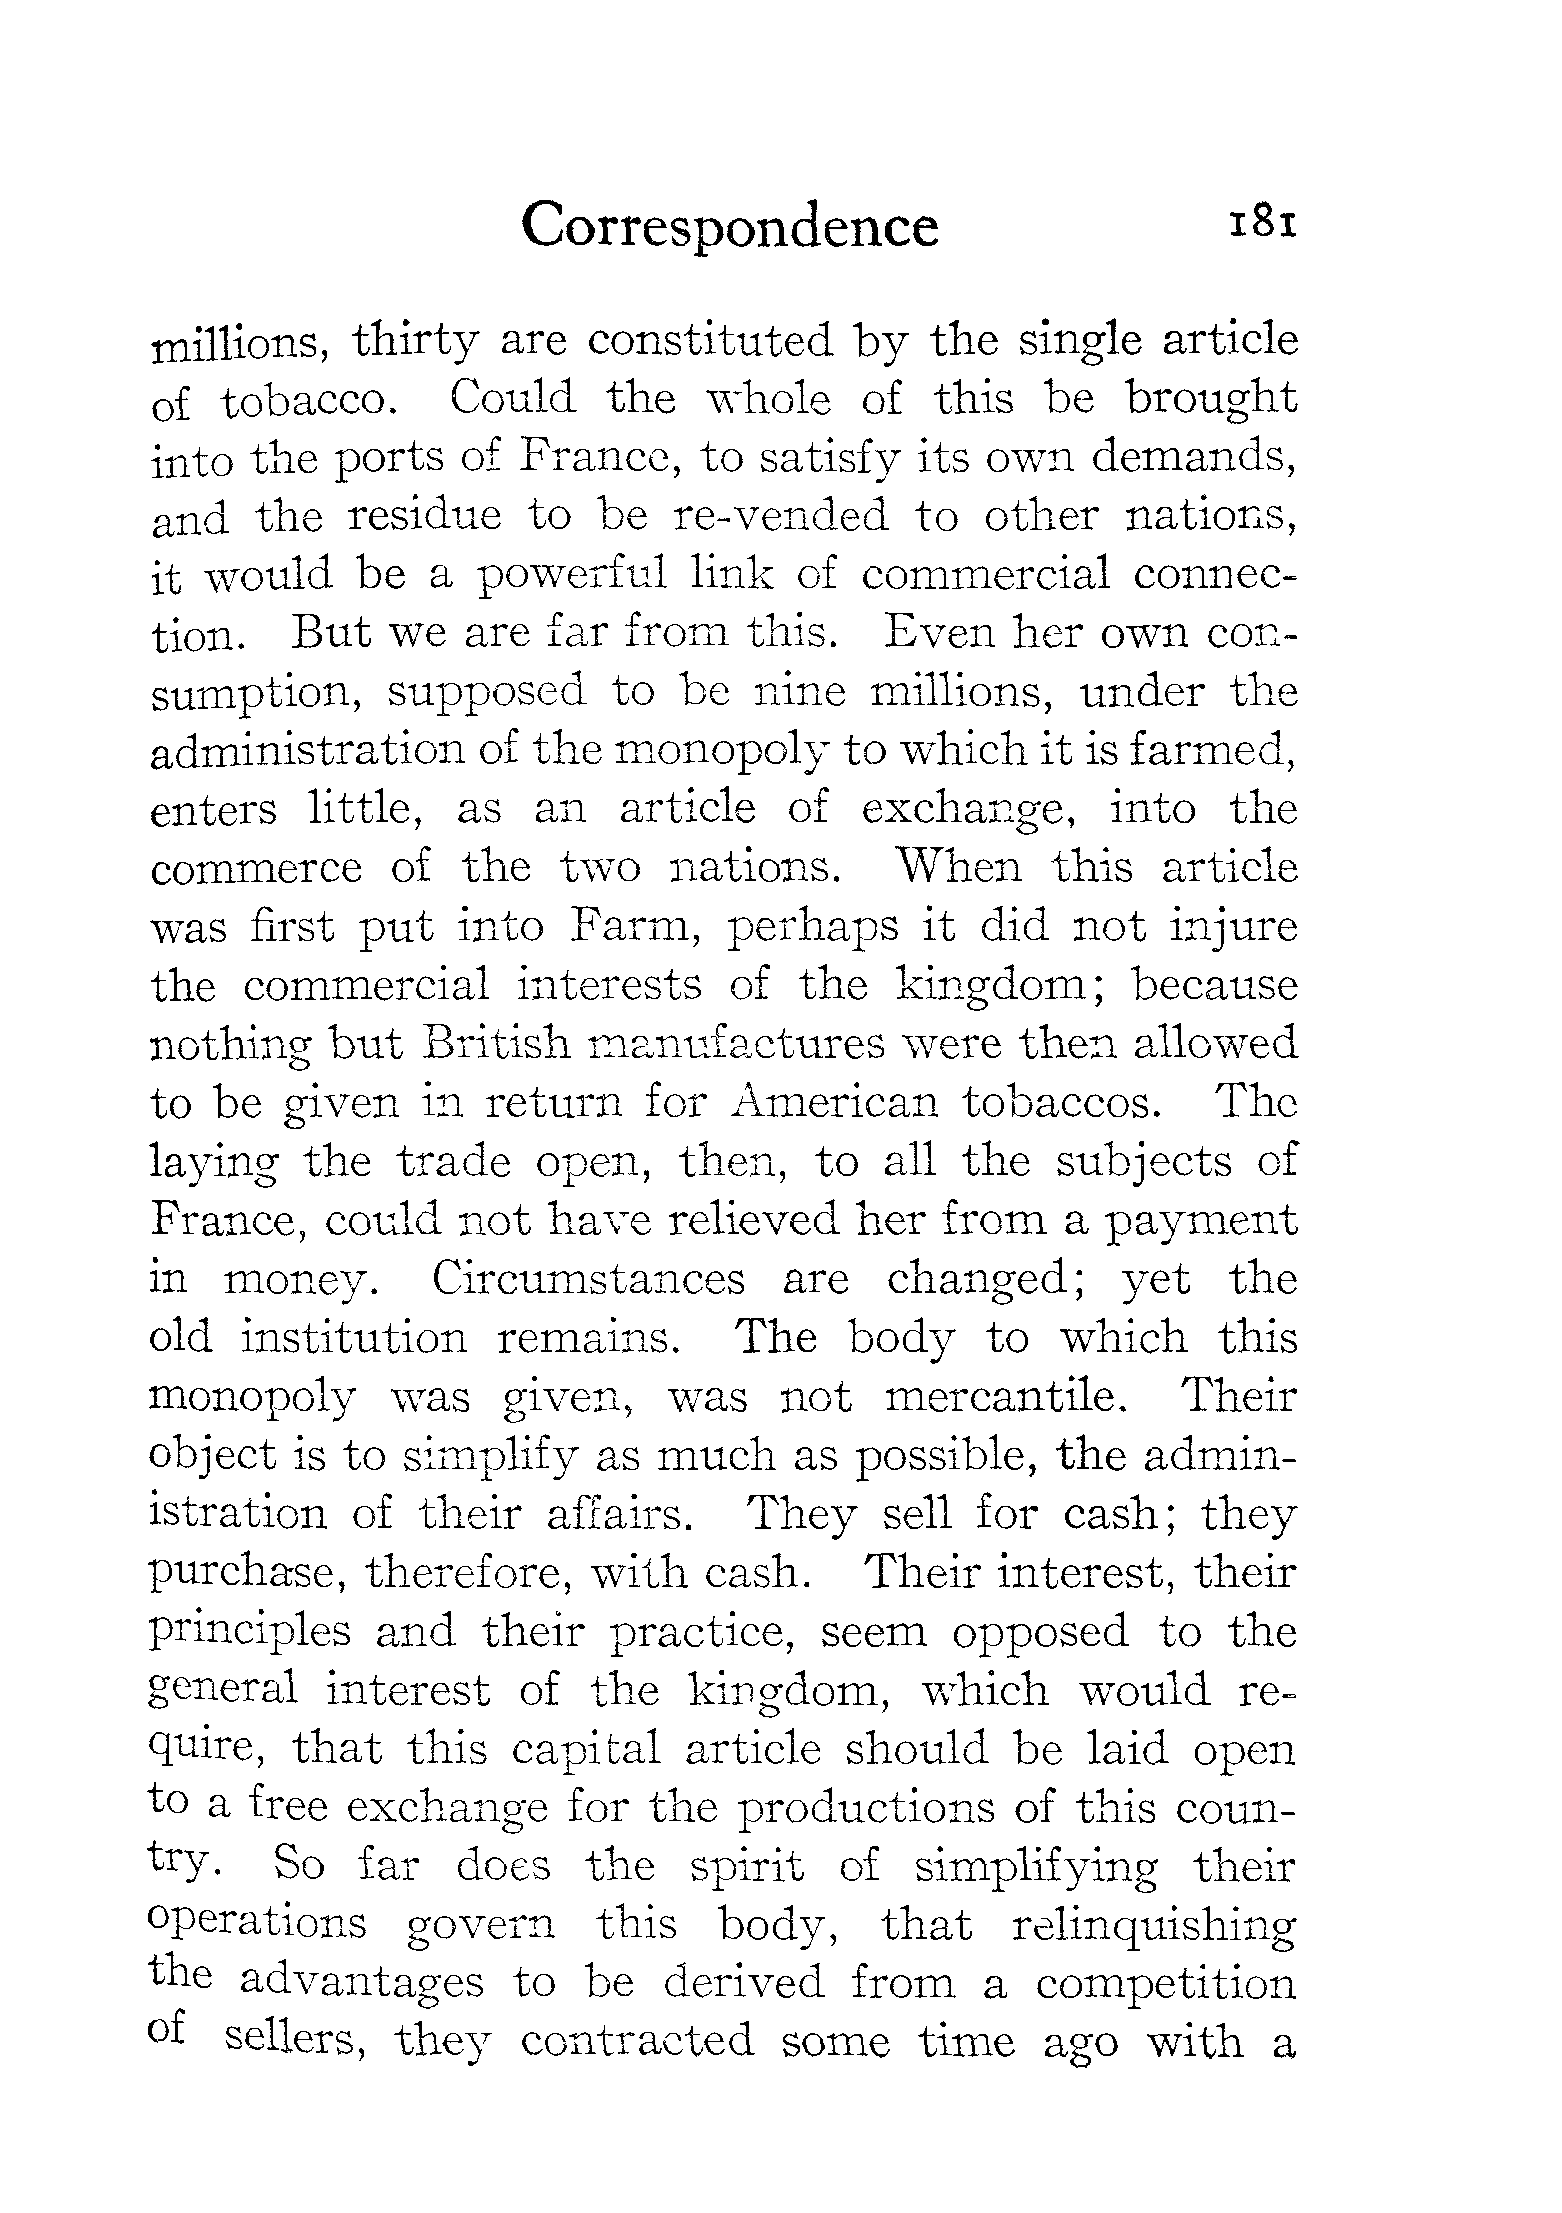 Correspondence 181
millions, thirty are constituted by the single article
of tobacco. Could the whole of this be brought
into the ports of France, to satisfy its own demands,
and the residue to be re-vended to other nations,
it would be a powerful link of commercial connec-
tion. But we are far from this. Even her own con-
sumption, supposed to be nine millions, under the
administration of the monopoly to which it is farmed,
enters little, as an article of exchange, into the
commerce of the two nations. When this article
was first put into Farm, perhaps it did not injure
the commercial interests of the kingdom; because
nothing but British manufactures were then allowed
to be given in return for American tobaccos. The
laying the trade open, then, to all the subjects of
France, could not have relieved her from a payment
in money. Circumstances are changed; yet the
old institution remains. The body to which this
monopoly was given, was not mercantile. Their
object is to simplify as much as possible, the admin-
istration of their affairs. They sell for cash; they
purchase, therefore, with cash. Their interest, their
principles and their practice, seem opposed to the
general interest of the kingdom, which would re-
quire, that this capital article should be laid open
to a free exchange for the productions of this coun-
try. So far does the spirit of simplifying their
operations govern this body, that relinquishing
the advantages to be derived from a competition
of sellers, they contracted some time ago with a